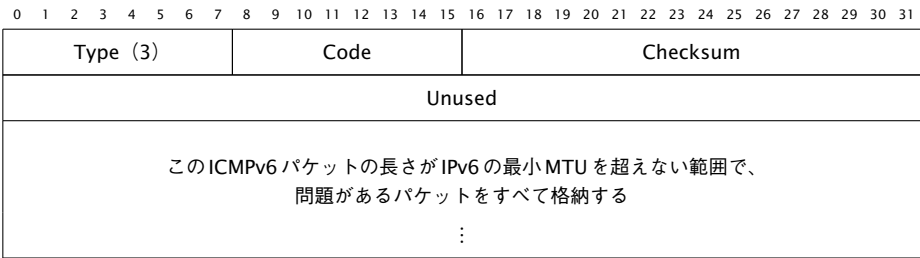 0 1 2 3 4 5 6 7 8 9 10 11 12 13 14 15 16 17 18 19 20 21 22 23 24 25 26 27 28 29 30 31
Type（3） Code Checksum
Unused
このICMPv6パケットの長さがIPv6の最小MTUを超えない範囲で、
問題があるパケットをすべて格納する
⋮